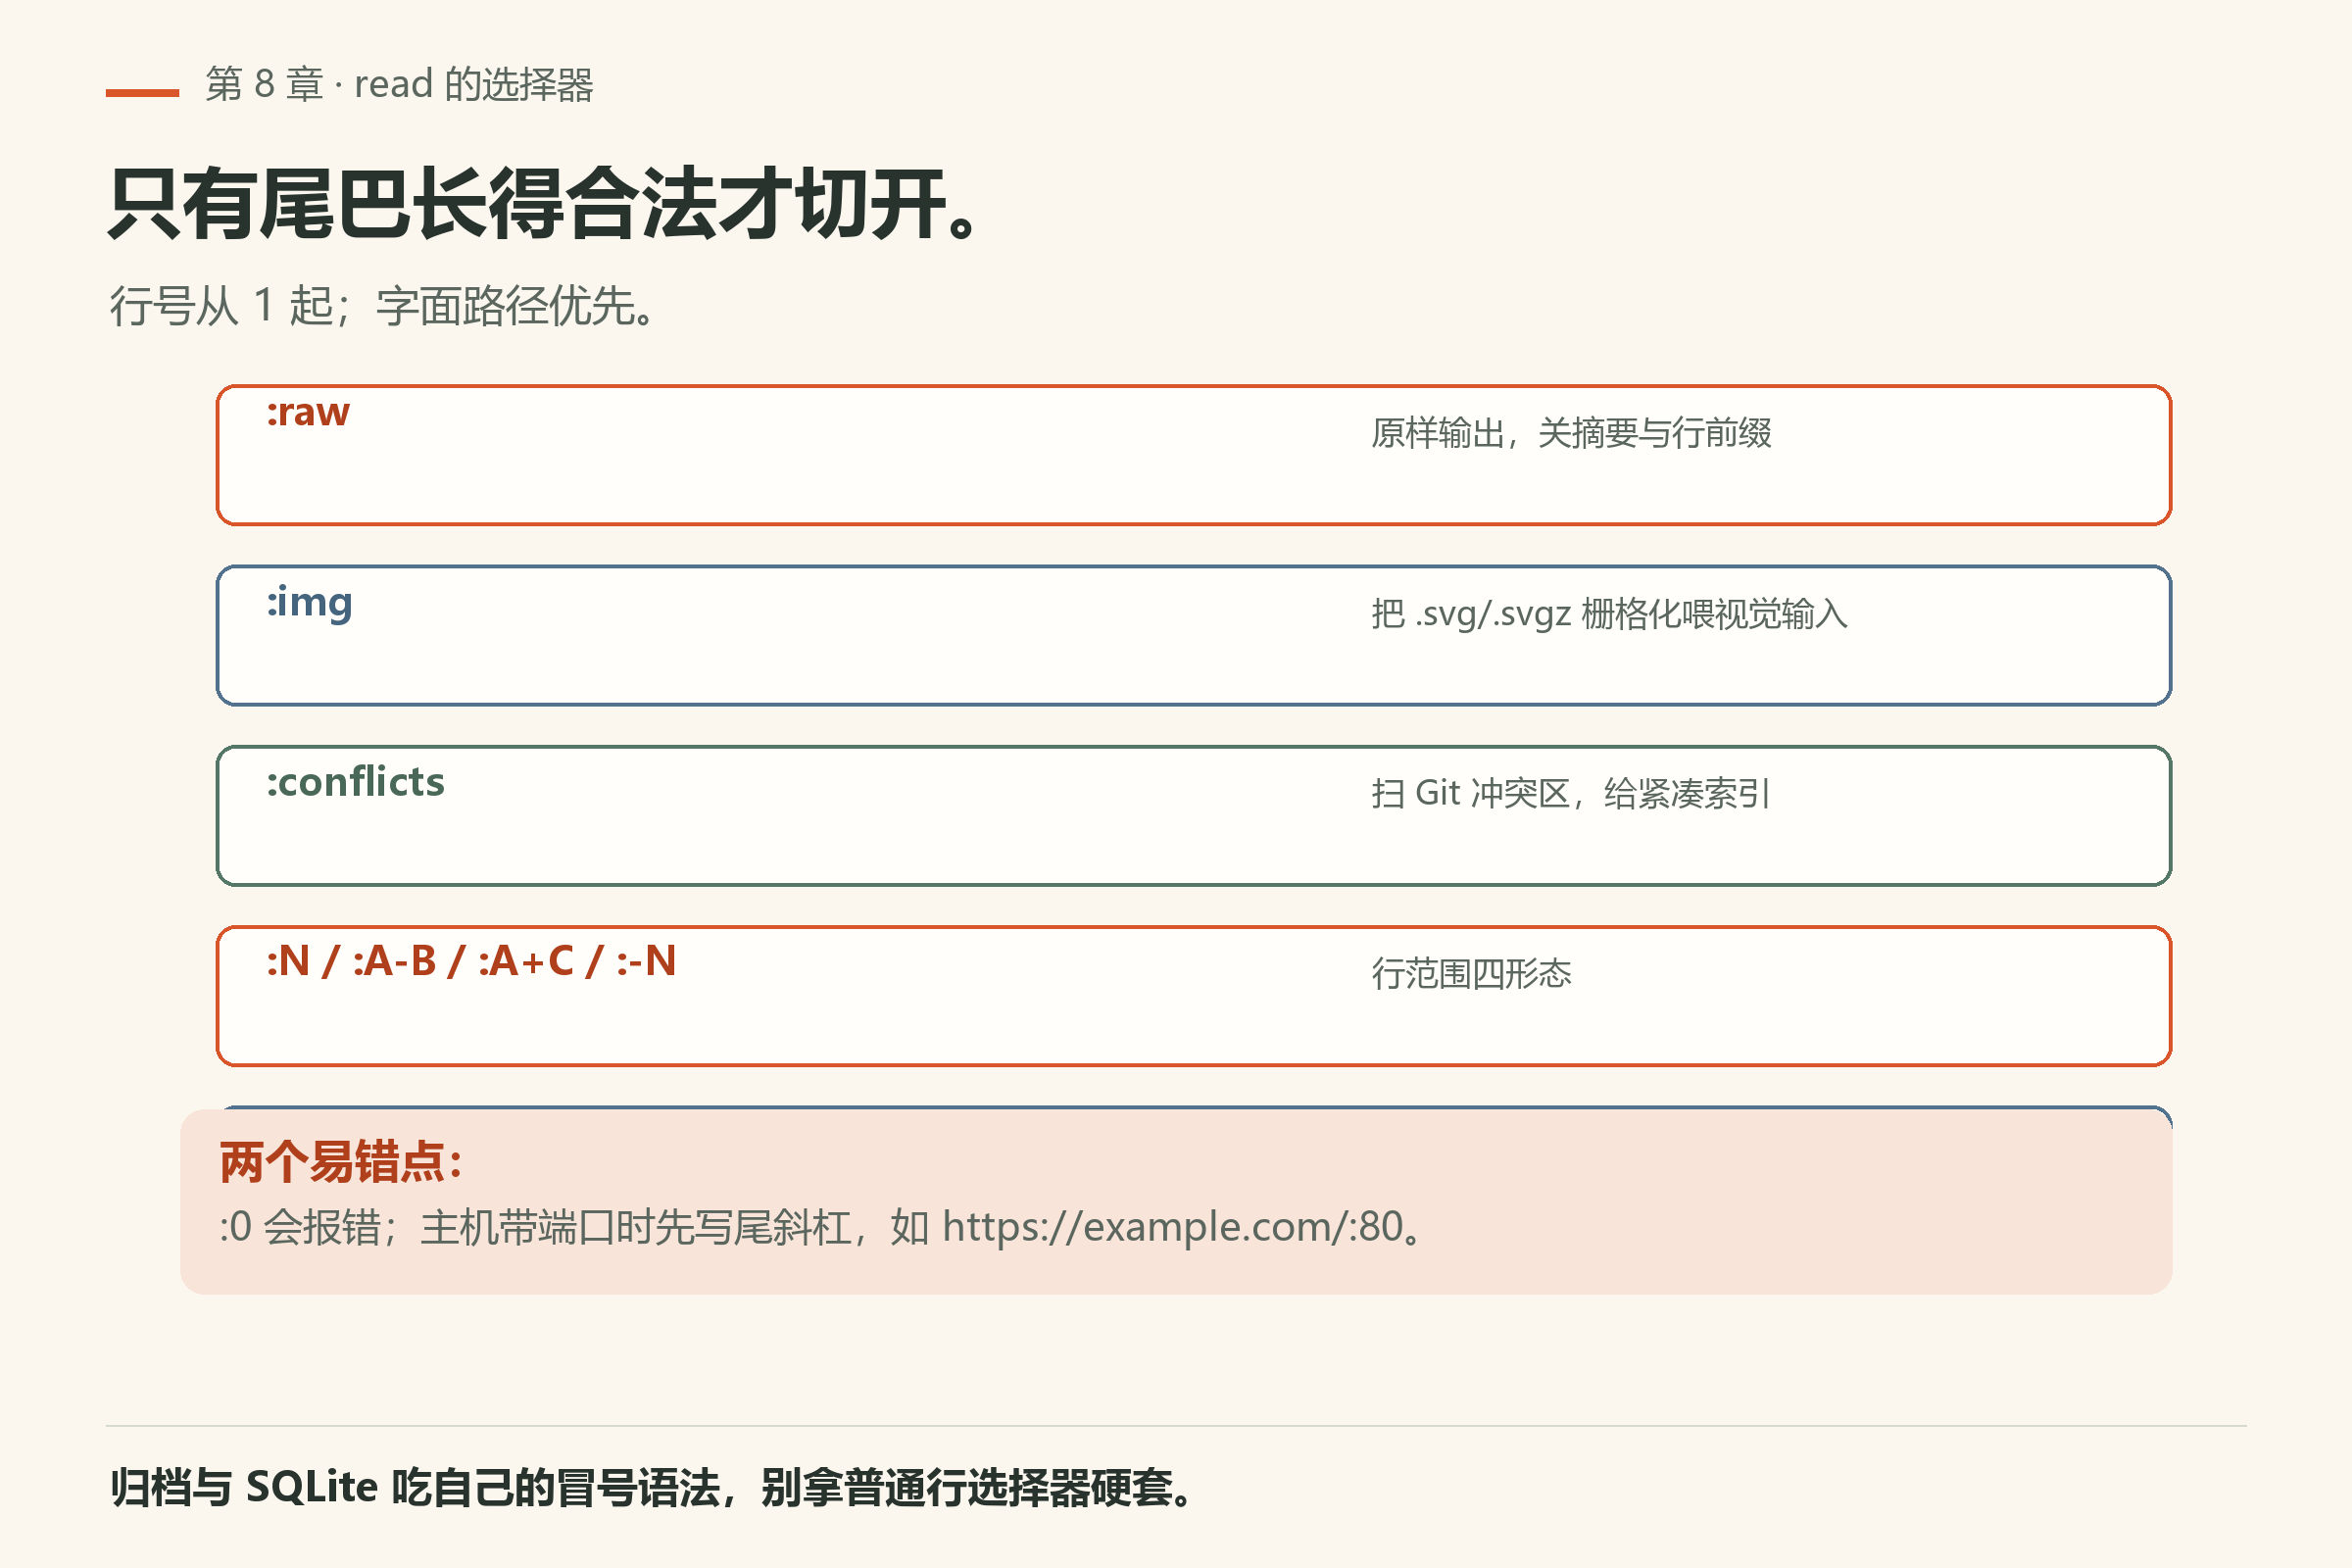 第 8 章 · read 的选择器
只有尾巴长得合法才切开。
行号从 1 起；字面路径优先。
:raw
原样输出，关摘要与行前缀
:img
把 .svg/.svgz 栅格化喂视觉输入
:conflicts
扫 Git 冲突区，给紧凑索引
:N / :A-B / :A+C / :-N
行范围四形态
两个易错点：
:0 会报错；主机带端口时先写尾斜杠，如 https://example.com/:80。
归档与 SQLite 吃自己的冒号语法，别拿普通行选择器硬套。